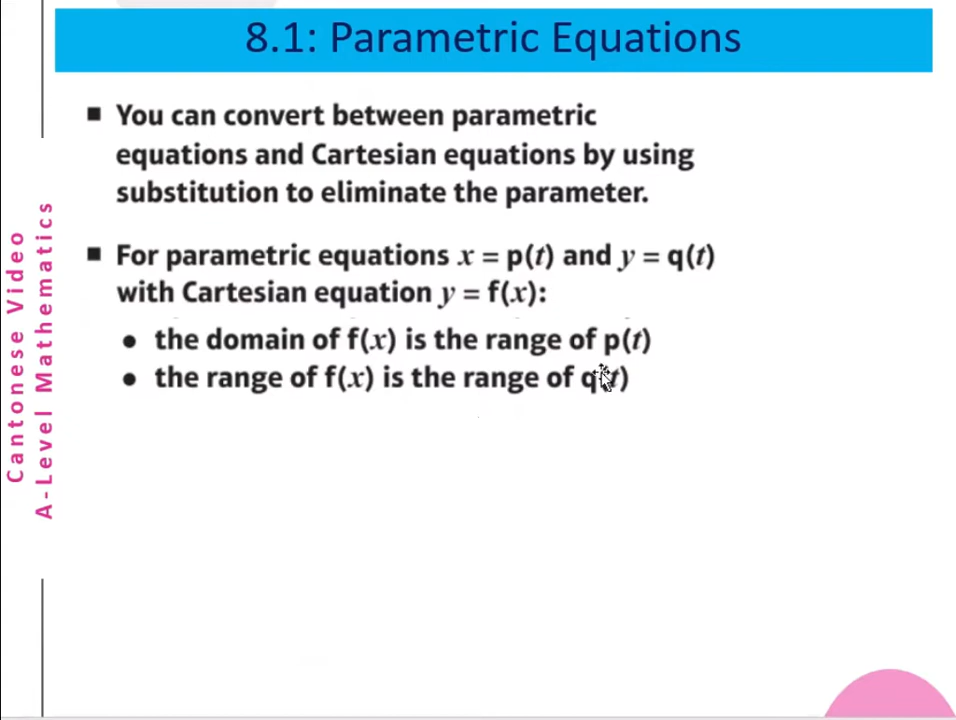 8.1: Parametric Equations
■ You can convert between parametric
equations and Cartesian equations by using
substitution to eliminate the parameter.
■ For parametric equations x = p(t) and y = q(t)
with Cartesian equation y = f(x):
• the domain of f(x) is the range of p(t)
• the range of f(x) is the range of q(t)
Cantonese Video
A-Level Mathematics